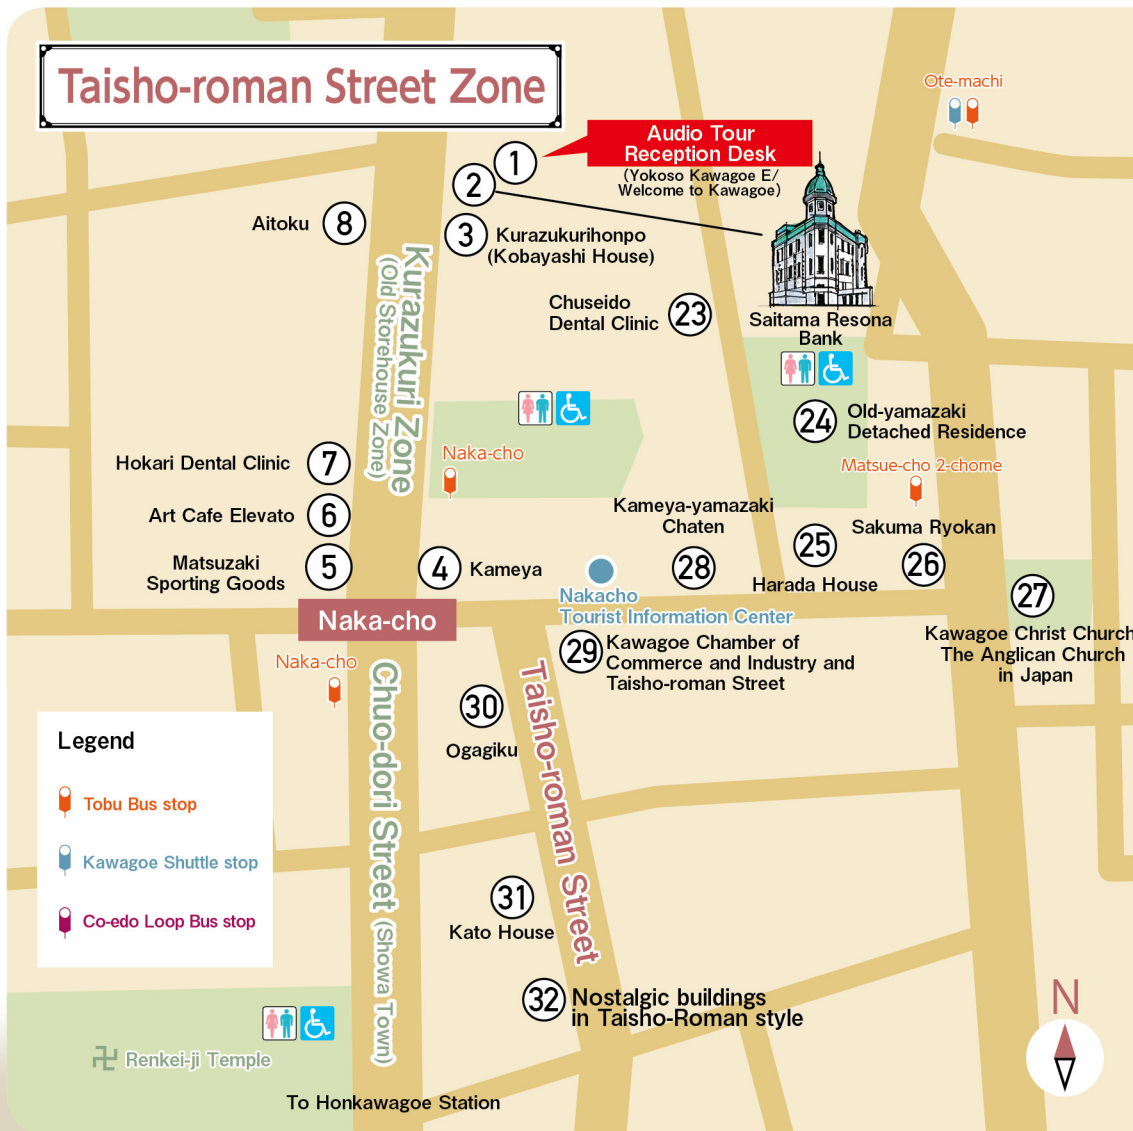 Taisho-roman Street Zone
Ote-machi
Audio Tour
Reception Desk
(Yokoso Kawagoe E/
Welcome to Kawagoe)
1
2
Aitoku
8
3
Kurazukurihonpo
(Kobayashi House)
Kurazukuri Zone
(Old Storehouse Zone)
Chuseido
Dental Clinic
23
Saitama Resona
Bank
24
Old-yamazaki
Detached Residence
Naka-cho
Hokari Dental Clinic
7
Matsue-cho 2-chome
Art Cafe Elevato
6
Kameya-yamazaki
Chaten
28
25
Harada House
Sakuma Ryokan
26
Matsuzaki
Sporting Goods
5
4
Kameya
27
Kawagoe Christ Church
The Anglican Church
in Japan
Nakacho
Tourist Information Center
Naka-cho
29
Kawagoe Chamber of
Commerce and Industry and
Taisho-roman Street
Naka-cho
30
Ogagiku
Taisho-roman Street
Chuo-dori Street
(Showa Town)
Legend
Tobu Bus stop
Kawagoe Shuttle stop
Co-edo Loop Bus stop
31
Kato House
32
Nostalgic buildings
in Taisho-Roman style
N
卍 Renkei-ji Temple
To Honkawagoe Station